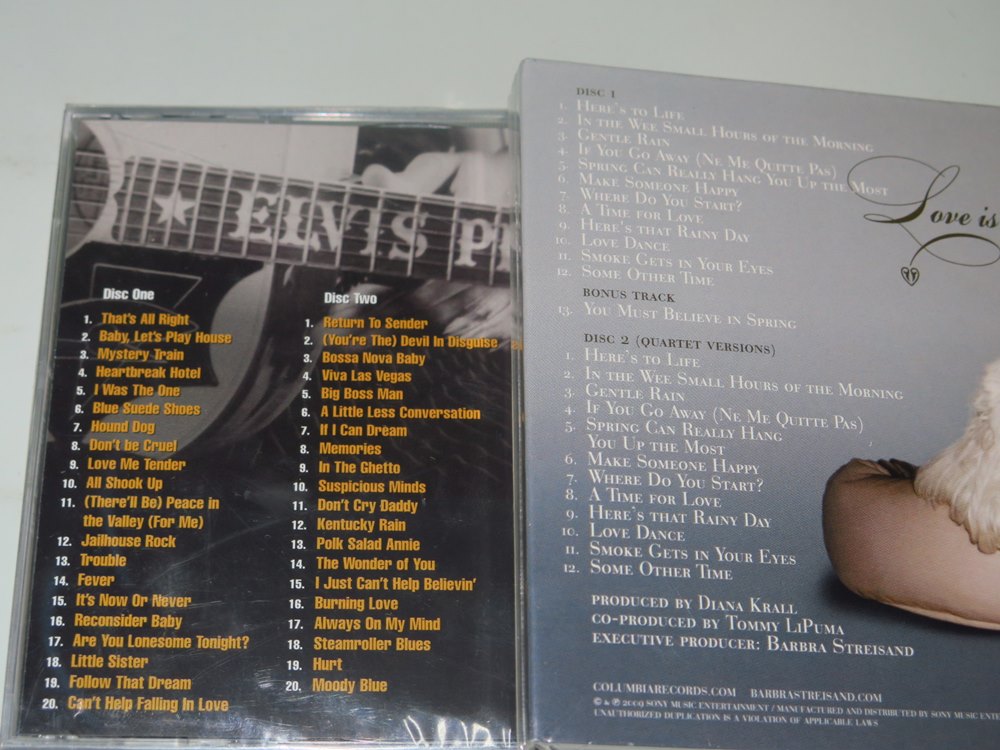 ELVIS PR
Disc One
1. That's All Right
2. Baby, Let's Play House
3. Mystery Train
4. Heartbreak Hotel
5. I Was The One
6. Blue Suede Shoes
7. Hound Dog
8. Don't be Cruel
9. Love Me Tender
10. All Shook Up
11. (There'll Be) Peace in
the Valley (For Me)
12. Jailhouse Rock
13. Trouble
14. Fever
15. It's Now Or Never
16. Reconsider Baby
17. Are You Lonesome Tonight?
18. Little Sister
19. Follow That Dream
20. Can't Help Falling In Love
Disc Two
1. Return To Sender
2. (You're The) Devil In Disguise
3. Bossa Nova Baby
4. Viva Las Vegas
5. Big Boss Man
6. A Little Less Conversation
7. If I Can Dream
8. Memories
9. In The Ghetto
10. Suspicious Minds
11. Don't Cry Daddy
12. Kentucky Rain
13. Polk Salad Annie
14. The Wonder of You
15. I Just Can't Help Believin'
16. Burning Love
17. Always On My Mind
18. Steamroller Blues
19. Hurt
20. Moody Blue
DISC 1
1. Here's to Life
2. In the Wee Small Hours of the Morning
3. Gentle Rain
4. If You Go Away (Ne Me Quitte Pas)
5. Spring Can Really Hang You Up the Most
6. Make Someone Happy
7. Where Do You Start?
8. A Time for Love
9. Here's that Rainy Day
10. Love Dance
11. Smoke Gets in Your Eyes
12. Some Other Time
BONUS TRACK
13. You Must Believe in Spring
DISC 2 (QUARTET VERSIONS)
1. Here's to Life
2. In the Wee Small Hours of the Morning
3. Gentle Rain
4. If You Go Away (Ne Me Quitte Pas)
5. Spring Can Really Hang
You Up the Most
6. Make Someone Happy
7. Where Do You Start?
8. A Time for Love
9. Here's that Rainy Day
10. Love Dance
11. Smoke Gets in Your Eyes
12. Some Other Time
Love is
PRODUCED BY DIANA KRALL
CO-PRODUCED BY TOMMY LIPUMA
EXECUTIVE PRODUCER: BARBRA STREISAND
COLUMBIARECORDS.COM BARBRASTREISAND.COM
© & ℗ 2009 SONY MUSIC ENTERTAINMENT / MANUFACTURED AND DISTRIBUTED BY SONY MUSIC ENTE
UNAUTHORIZED DUPLICATION IS A VIOLATION OF APPLICABLE LAWS